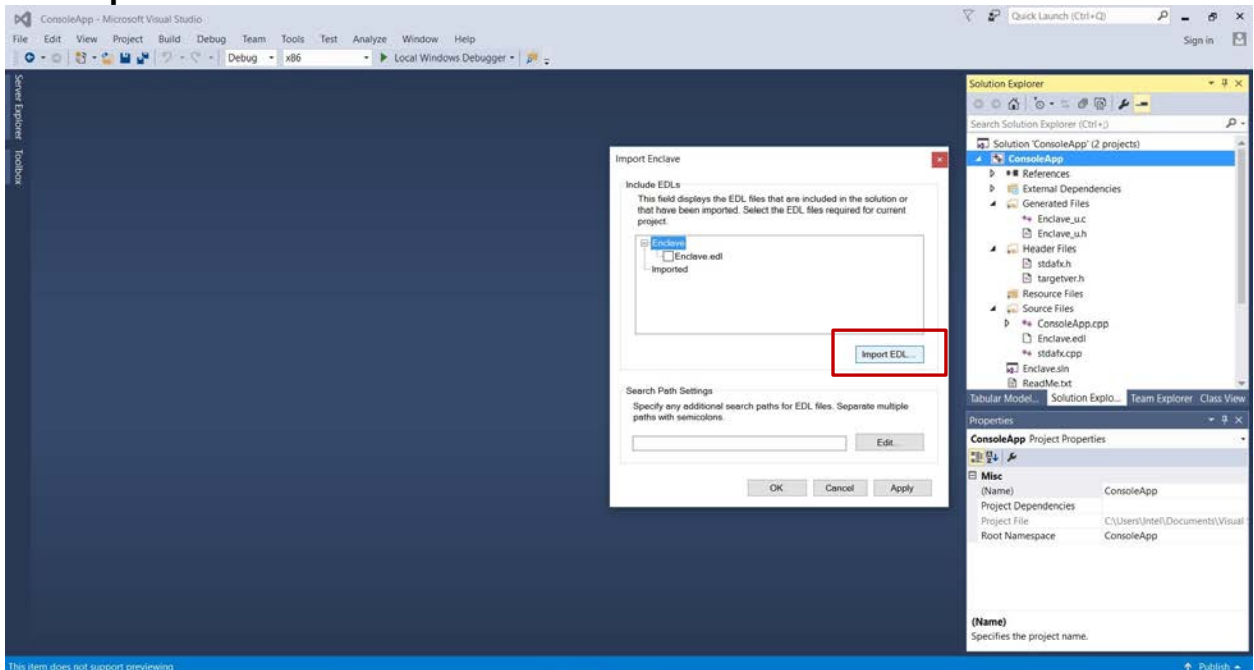 ConsoleApp - Microsoft Visual Studio
Quick Launch (Ctrl+Q)
File Edit View Project Build Debug Team Tools Test Analyze Window Help
Sign in
Debug x86 Local Windows Debugger
Server Explorer
Toolbox
Import Enclave
Include EDLs
This field displays the EDL files that are included in the solution or
that have been imported. Select the EDL files required for current
project.
Enclave
Enclave.edl
Imported
Import EDL...
Search Path Settings
Specify any additional search paths for EDL files. Separate multiple
paths with semicolons.
Edit...
OK Cancel Apply
Solution Explorer
Search Solution Explorer (Ctrl+;)
Solution 'ConsoleApp' (2 projects)
ConsoleApp
References
External Dependencies
Generated Files
Enclave_u.c
Enclave_u.h
Header Files
stdafx.h
targetver.h
Resource Files
Source Files
ConsoleApp.cpp
Enclave.edl
stdafx.cpp
Enclave.sln
ReadMe.txt
Tabular Model... Solution Explo... Team Explorer Class View
Properties
ConsoleApp Project Properties
Misc
(Name) ConsoleApp
Project Dependencies
Project File C:\Users\Intel\Documents\Visual
Root Namespace ConsoleApp
(Name)
Specifies the project name.
This item does not support previewing
Publish